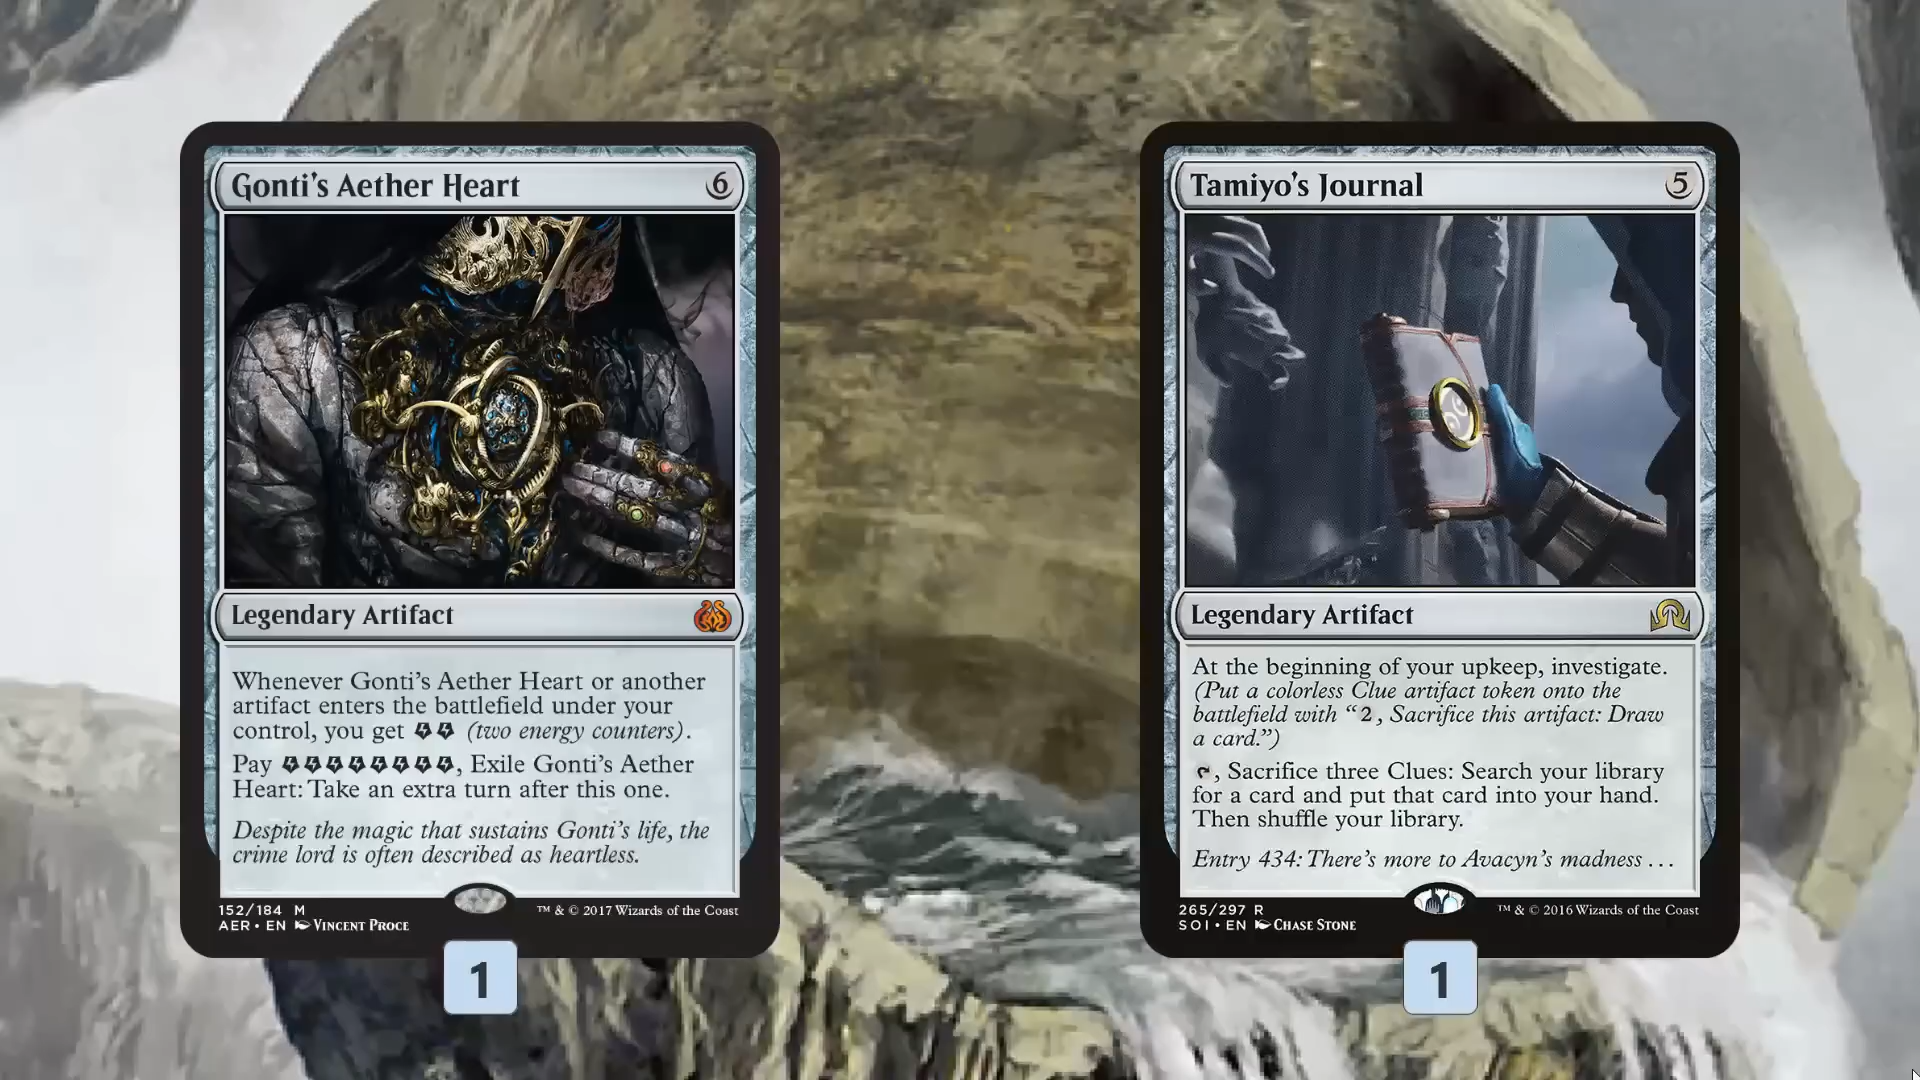 Gonti's Aether Heart 6
Legendary Artifact
Whenever Gonti's Aether Heart or another
artifact enters the battlefield under your
control, you get (two energy counters).
Pay , Exile Gonti's Aether
Heart: Take an extra turn after this one.
Despite the magic that sustains Gonti's life, the
crime lord is often described as heartless.
152/184 M
AER • EN Vincent Proce
™ & © 2017 Wizards of the Coast
1
Tamiyo's Journal 5
Legendary Artifact
At the beginning of your upkeep, investigate.
(Put a colorless Clue artifact token onto the
battlefield with “2, Sacrifice this artifact: Draw
a card.”)
, Sacrifice three Clues: Search your library
for a card and put that card into your hand.
Then shuffle your library.
Entry 434: There's more to Avacyn's madness . . .
265/297 R
SOI • EN Chase Stone
™ & © 2016 Wizards of the Coast
1